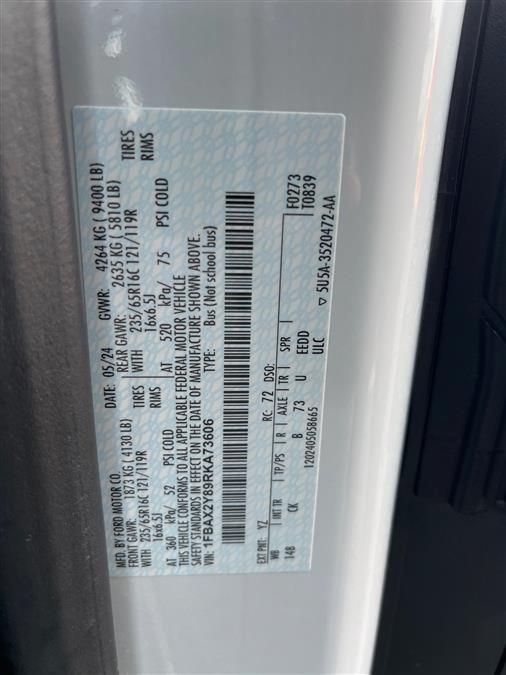 MFD. BY FORD MOTOR CO. DATE: 05/24 GVWR: 4264 KG ( 9400 LB)
FRONT GAWR: 1873 KG ( 4130 LB) REAR GAWR: 2635 KG ( 5810 LB)
WITH 235/65R16C 121/119R WITH 235/65R16C 121/119R TIRES
16x6.5J 16x6.5J RIMS
AT 360 kPa/ 52 PSI COLD AT 520 kPa/ 75 PSI COLD
THIS VEHICLE CONFORMS TO ALL APPLICABLE FEDERAL MOTOR VEHICLE
SAFETY STANDARDS IN EFFECT ON THE DATE OF MANUFACTURE SHOWN ABOVE.
VIN: 1FBAX2Y89RKA73606 TYPE: Bus (Not school bus)
EXT PNT: YZ RC: 72 DSO: F0273
T0839
WB INT TR TP/PS R AXLE TR SPR
148 CK B 73 U EEDD
ULC
1202405058665 ▽ 5U5A-3520472-AA